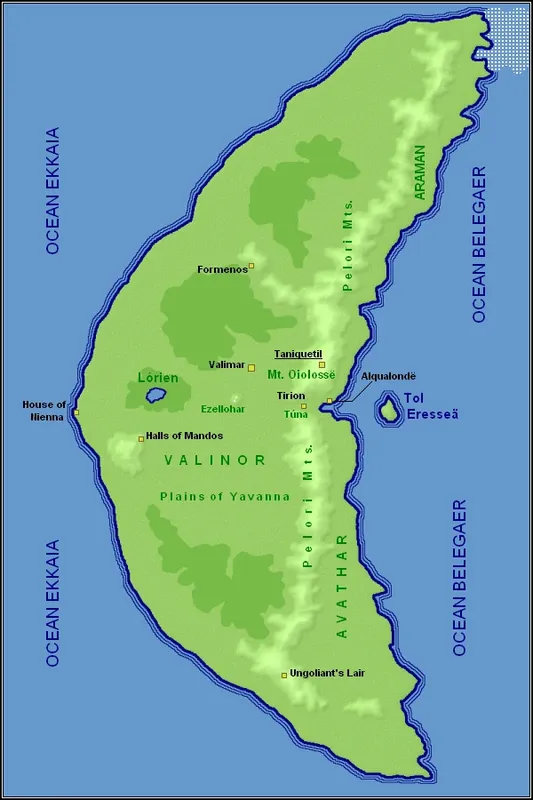 OCEAN EKKAIA
ARAMAN
OCEAN BELEGAER
Pelori Mts.
Formenos
Taniquetil
Valimar
Mt. Oiolossë
Lórien
Alqualondë
Tirion
Tol
Eresseä
House of
Nienna
Ezellohar
Túna
Halls of Mandos
VALINOR
Pelori Mts.
Plains of Yavanna
AVATHAR
OCEAN EKKAIA
OCEAN BELEGAER
Ungoliant's Lair